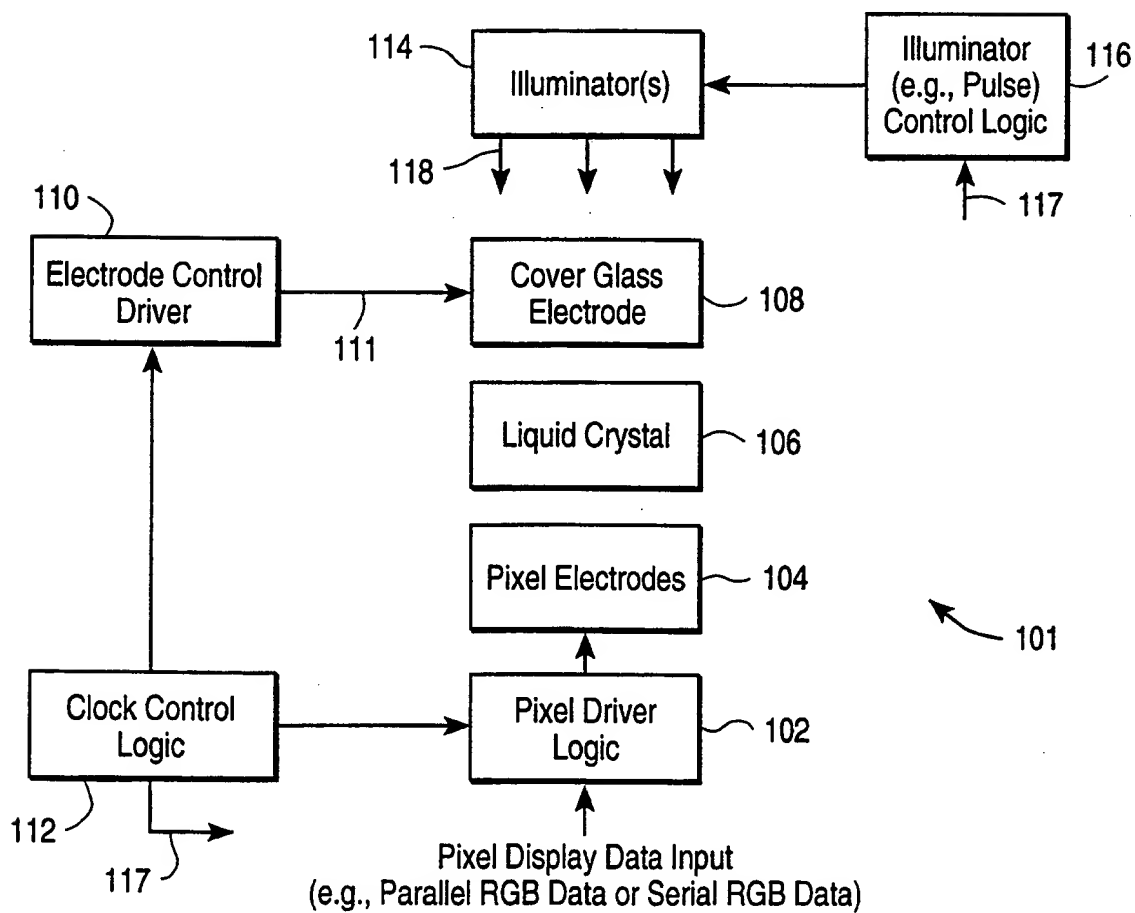 114
Illuminator(s)
Illuminator
(e.g., Pulse)
Control Logic
116
118
117
110
Electrode Control
Driver
111
Cover Glass
Electrode
108
Liquid Crystal
106
Pixel Electrodes
104
101
Clock Control
Logic
112
117
Pixel Driver
Logic
102
Pixel Display Data Input
(e.g., Parallel RGB Data or Serial RGB Data)